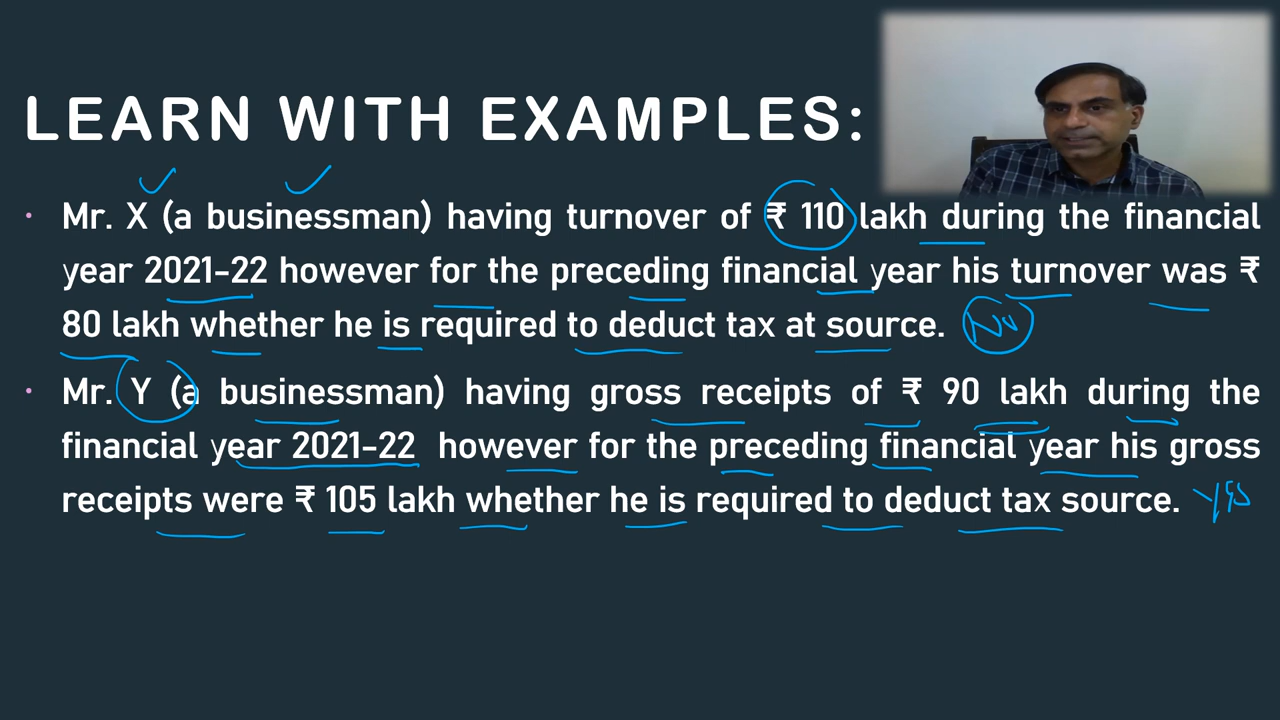 LEARN WITH EXAMPLES:
• Mr. X (a businessman) having turnover of ₹ 110 lakh during the financial
year 2021-22 however for the preceding financial year his turnover was ₹
80 lakh whether he is required to deduct tax at source. No
• Mr. Y (a businessman) having gross receipts of ₹ 90 lakh during the
financial year 2021-22 however for the preceding financial year his gross
receipts were ₹ 105 lakh whether he is required to deduct tax source. Yes